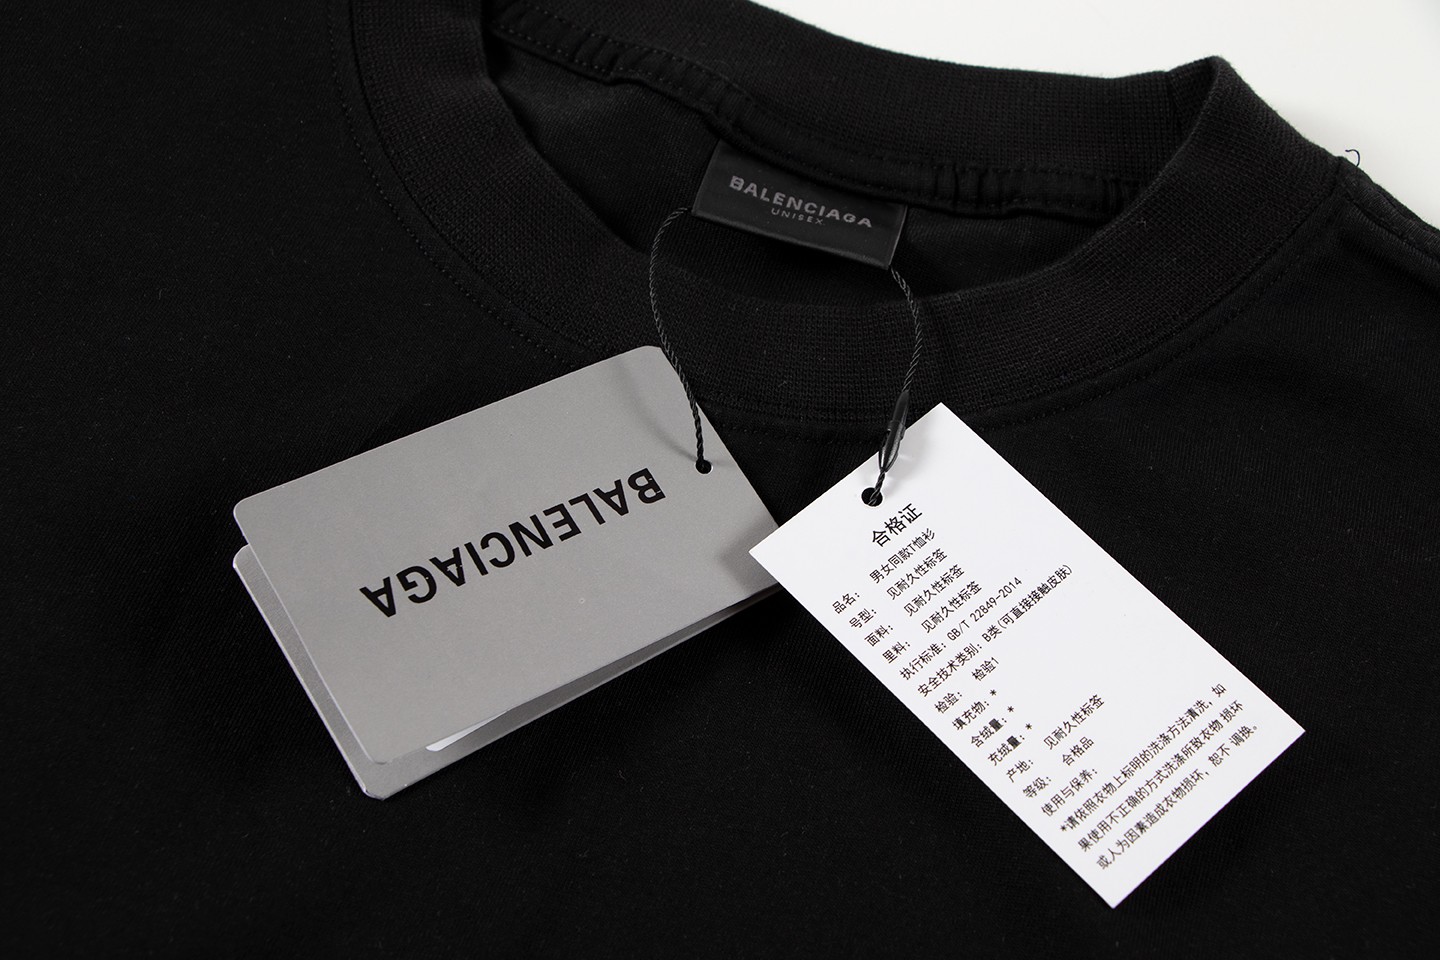 BALENCIAGA
UNISEX
BALENCIAGA
合格证
品名: 男女同款T恤衫
号型: 见耐久性标签
面料: 见耐久性标签
里料: 见耐久性标签
执行标准: GB/T 22849-2014
安全技术类别: B类(可直接接触皮肤)
检验: 检验1
填充物: *
含绒量: *
充绒量: *
产地: 见耐久性标签
等级: 合格品
使用与保养:
*请依照衣物上标明的洗涤方法清洗, 如
果使用不正确的方式洗涤所致衣物 损坏
或人为因素造成衣物损坏, 恕不 调换。